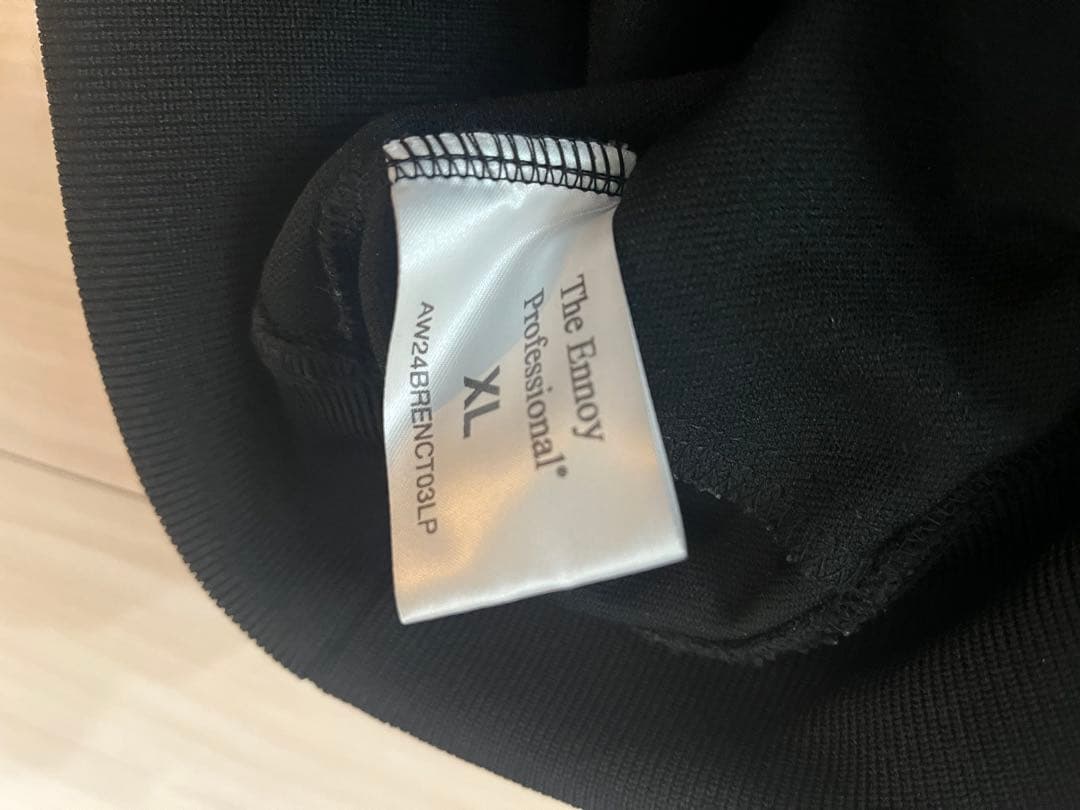 The Ennoy
Professional®
XL
AW24BRENCT03LP